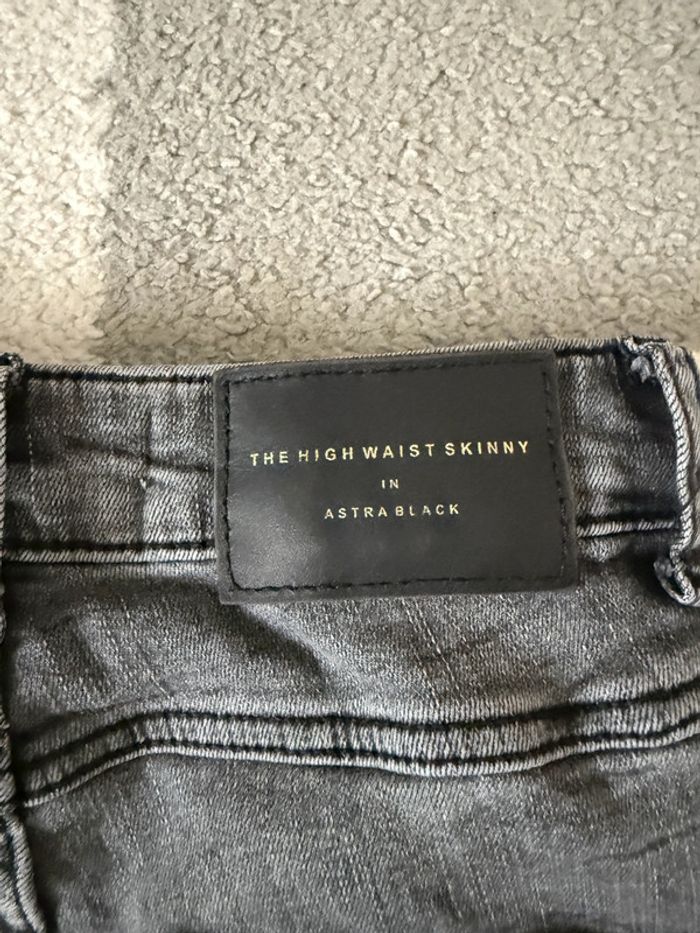 THE HIGH WAIST SKINNY
IN
ASTRA BLACK